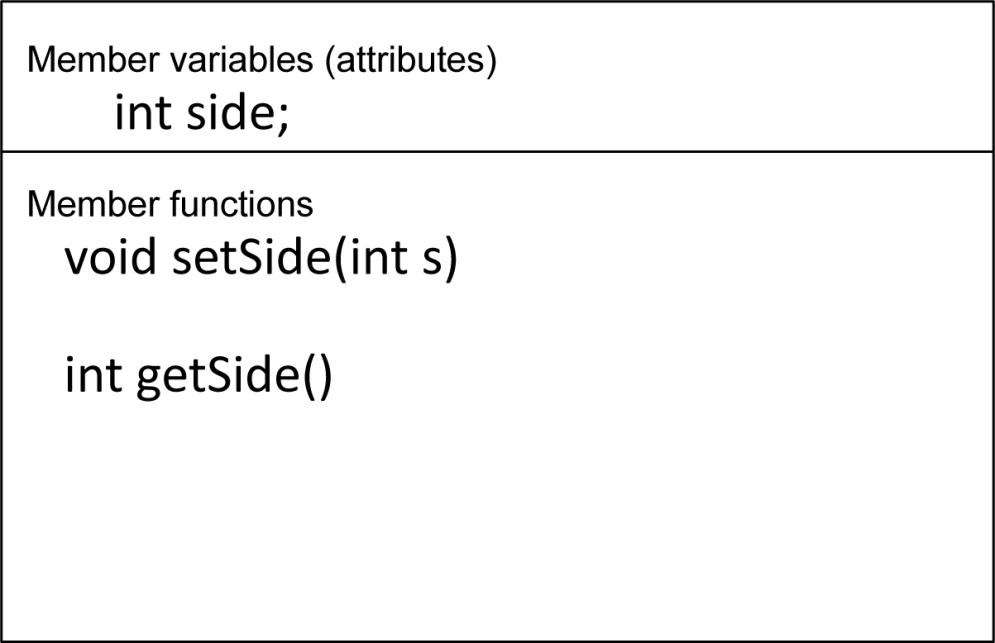 Member variables (attributes)
int side;
Member functions
void setSide(int s)
int getSide()